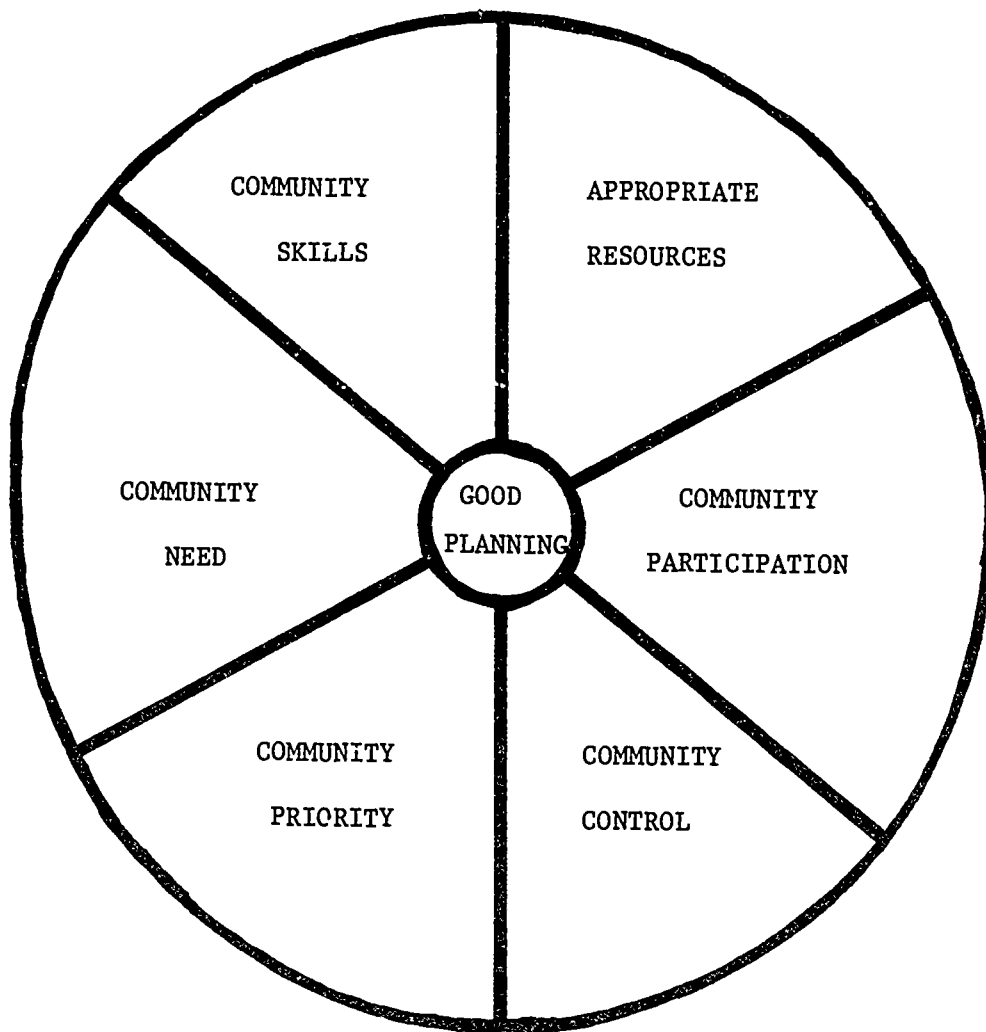 COMMUNITY
SKILLS
APPROPRIATE
RESOURCES
COMMUNITY
NEED
GOOD
PLANNING
COMMUNITY
PARTICIPATION
COMMUNITY
PRIORITY
COMMUNITY
CONTROL